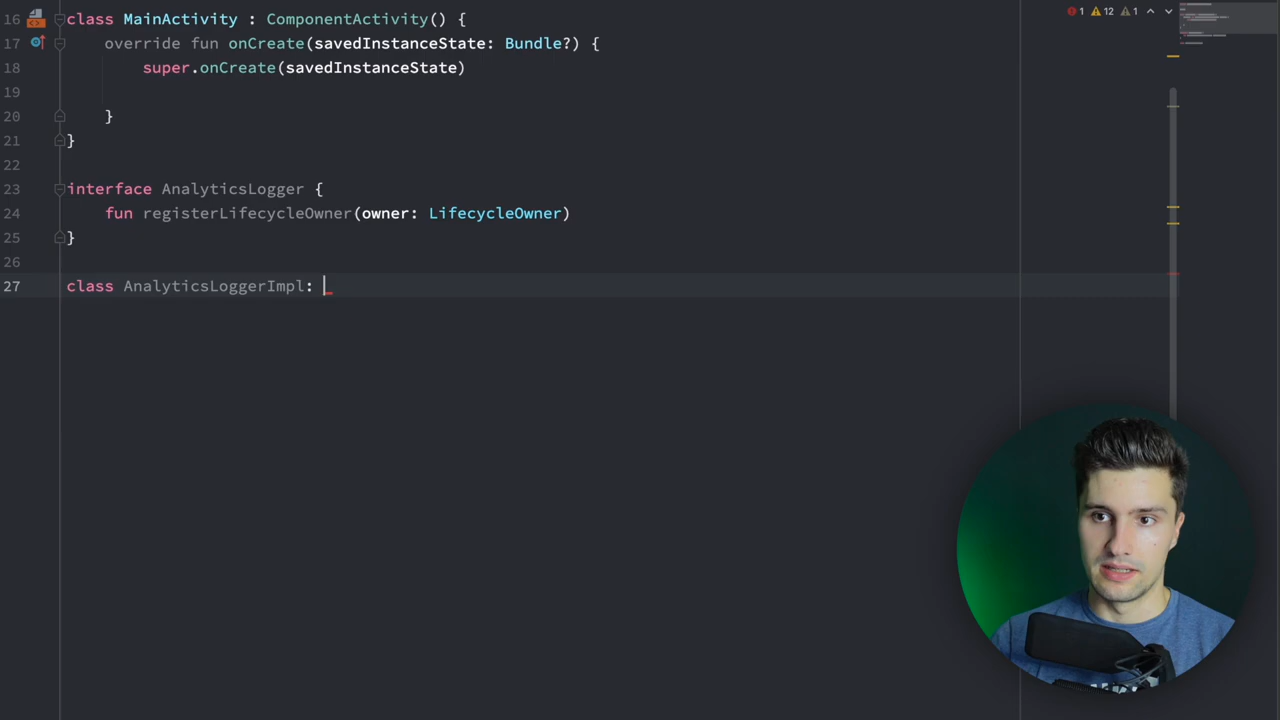 1 12 1
16 class MainActivity : ComponentActivity() {
17 override fun onCreate(savedInstanceState: Bundle?) {
18 super.onCreate(savedInstanceState)
19
20 }
21 }
22
23 interface AnalyticsLogger {
24 fun registerLifecycleOwner(owner: LifecycleOwner)
25 }
26
27 class AnalyticsLoggerImpl: